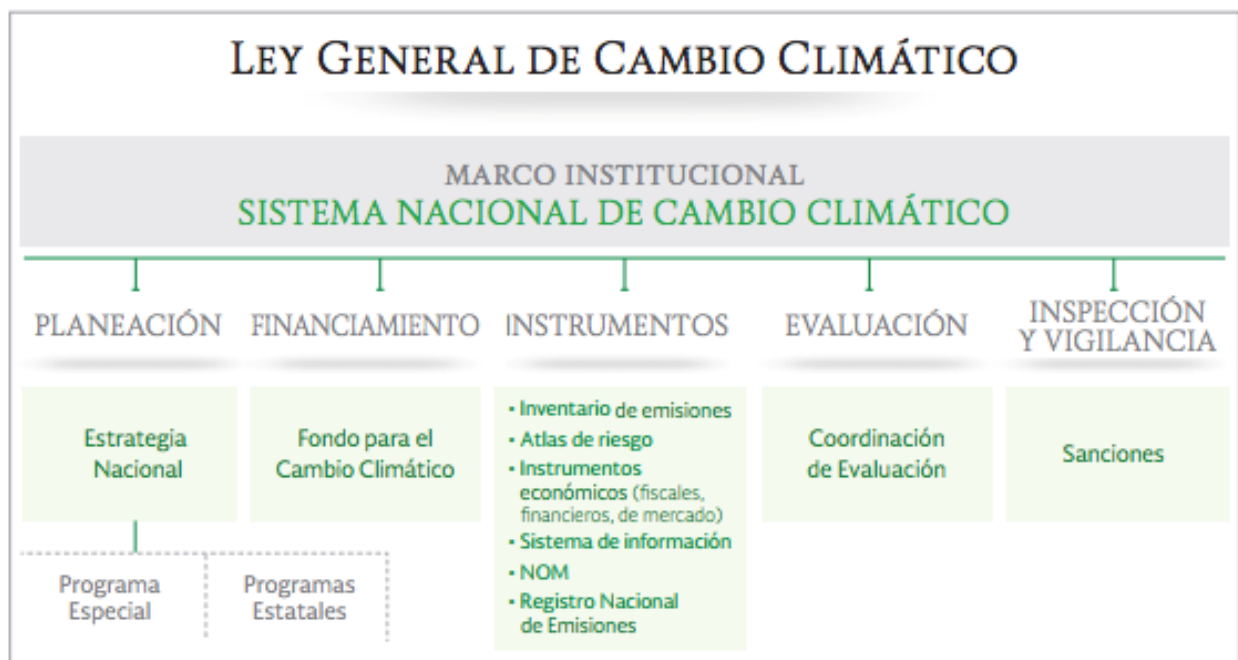 LEY GENERAL DE CAMBIO CLIMÁTICO
MARCO INSTITUCIONAL
SISTEMA NACIONAL DE CAMBIO CLIMÁTICO
PLANEACIÓN
Estrategia
Nacional
Programa
Especial
Programas
Estatales
FINANCIAMIENTO
Fondo para el
Cambio Climático
INSTRUMENTOS
• Inventario de emisiones
• Atlas de riesgo
• Instrumentos
económicos (fiscales,
financieros, de mercado)
• Sistema de información
• NOM
• Registro Nacional
de Emisiones
EVALUACIÓN
Coordinación
de Evaluación
INSPECCIÓN
Y VIGILANCIA
Sanciones